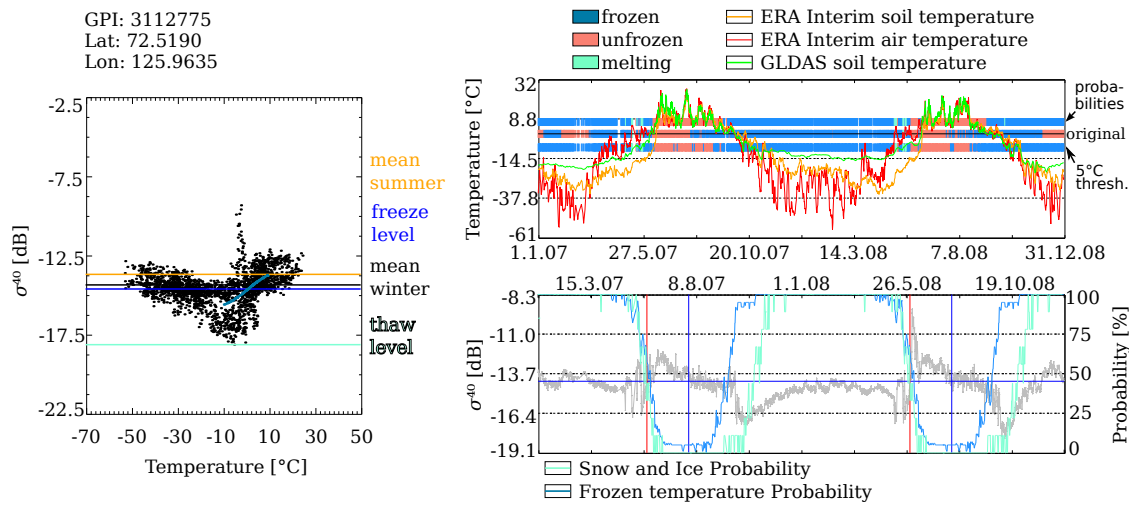 GPI: 3112775
Lat: 72.5190
Lon: 125.9635
-2.5
-7.5
-12.5
-17.5
-22.5
σ⁴⁰ [dB]
-70 -50 -30 -10 10 30 50
Temperature [°C]
mean
summer
freeze
level
mean
winter
thaw
level
frozen
unfrozen
melting
ERA Interim soil temperature
ERA Interim air temperature
GLDAS soil temperature
Temperature [°C]
32
8.8
-14.5
-37.8
-61
1.1.07 27.5.07 20.10.07 14.3.08 7.8.08 31.12.08
proba-
bilities
original
5°C
thresh.
15.3.07 8.8.07 1.1.08 26.5.08 19.10.08
σ⁴⁰ [dB]
-8.3
-11.0
-13.7
-16.4
-19.1
100
75
50
25
0
Probability [%]
Snow and Ice Probability
Frozen temperature Probability